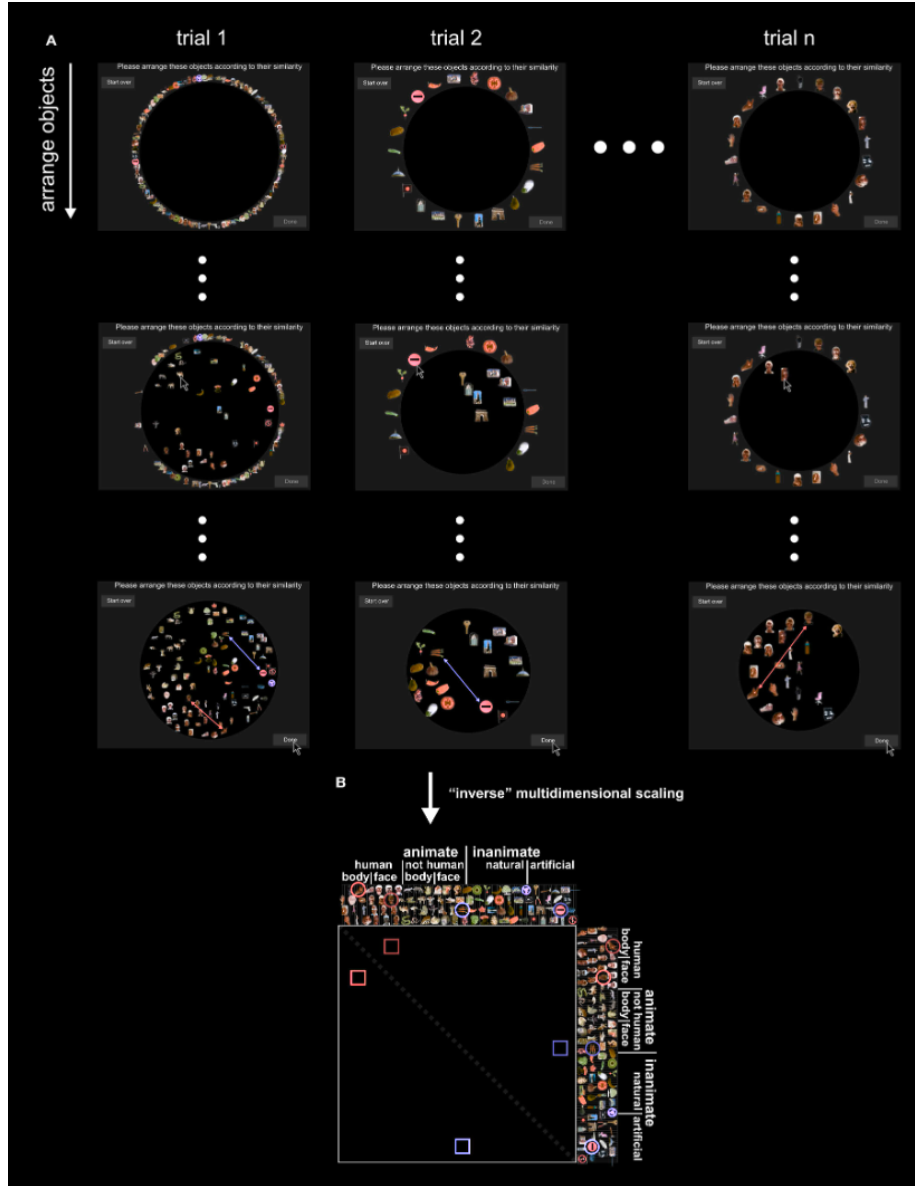 A
trial 1
trial 2
trial n
arrange objects
Please arrange these objects according to their similarity
Start over
Done
Please arrange these objects according to their similarity
Start over
Done
Please arrange these objects according to their similarity
Start over
Done
Please arrange these objects according to their similarity
Start over
Done
Please arrange these objects according to their similarity
Start over
Done
Please arrange these objects according to their similarity
Start over
Done
Please arrange these objects according to their similarity
Start over
Done
Please arrange these objects according to their similarity
Start over
Done
Please arrange these objects according to their similarity
Start over
Done
B
"inverse" multidimensional scaling
animate inanimate
human not human natural artificial
body face body face
human
body face
animate
not human
body face
inanimate
natural artificial